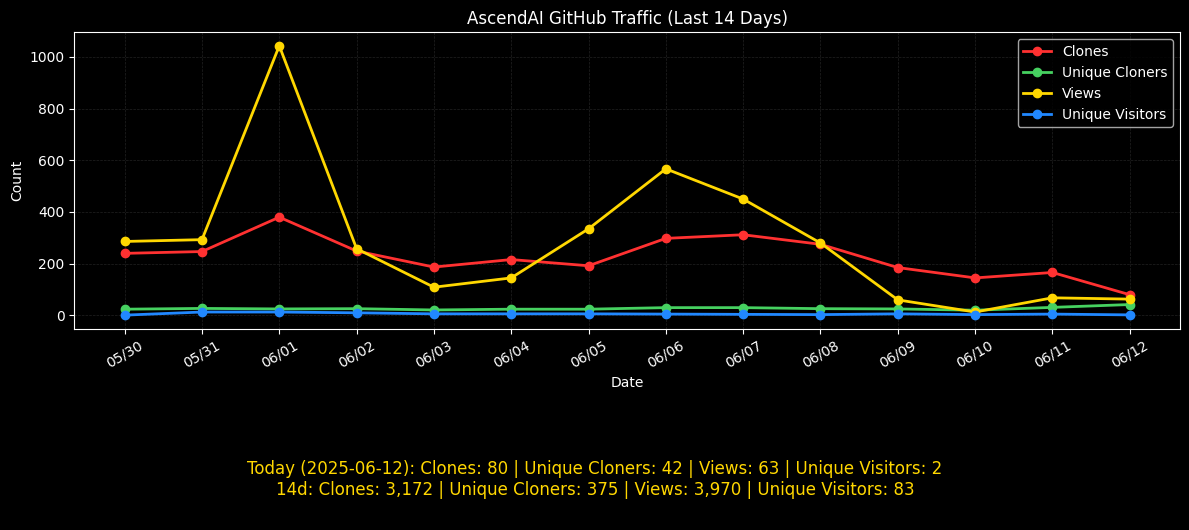 AscendAI GitHub Traffic (Last 14 Days)
Clones
Unique Cloners
Views
Unique Visitors
Count
1000
800
600
400
200
0
05/30 05/31 06/01 06/02 06/03 06/04 06/05 06/06 06/07 06/08 06/09 06/10 06/11 06/12
Date
Today (2025-06-12): Clones: 80 | Unique Cloners: 42 | Views: 63 | Unique Visitors: 2
14d: Clones: 3,172 | Unique Cloners: 375 | Views: 3,970 | Unique Visitors: 83